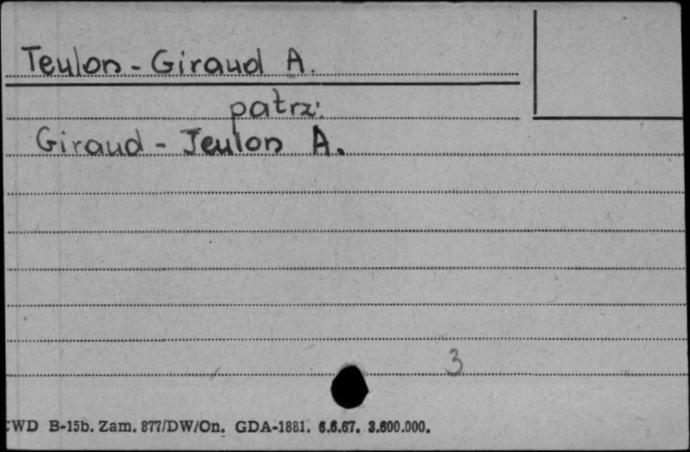 Teulon - Giraud A.
patrz:
Giraud - Teulon A.
3
CWD B-15b. Zam. 877/DW/On. GDA-1881. 6.6.67. 3.600.000.